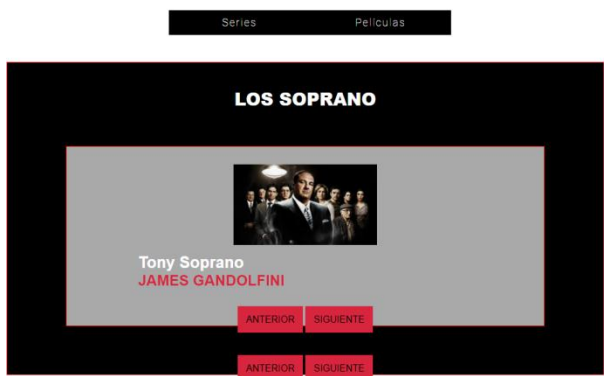 Series Películas
LOS SOPRANO
Tony Soprano
JAMES GANDOLFINI
ANTERIOR SIGUIENTE
ANTERIOR SIGUIENTE